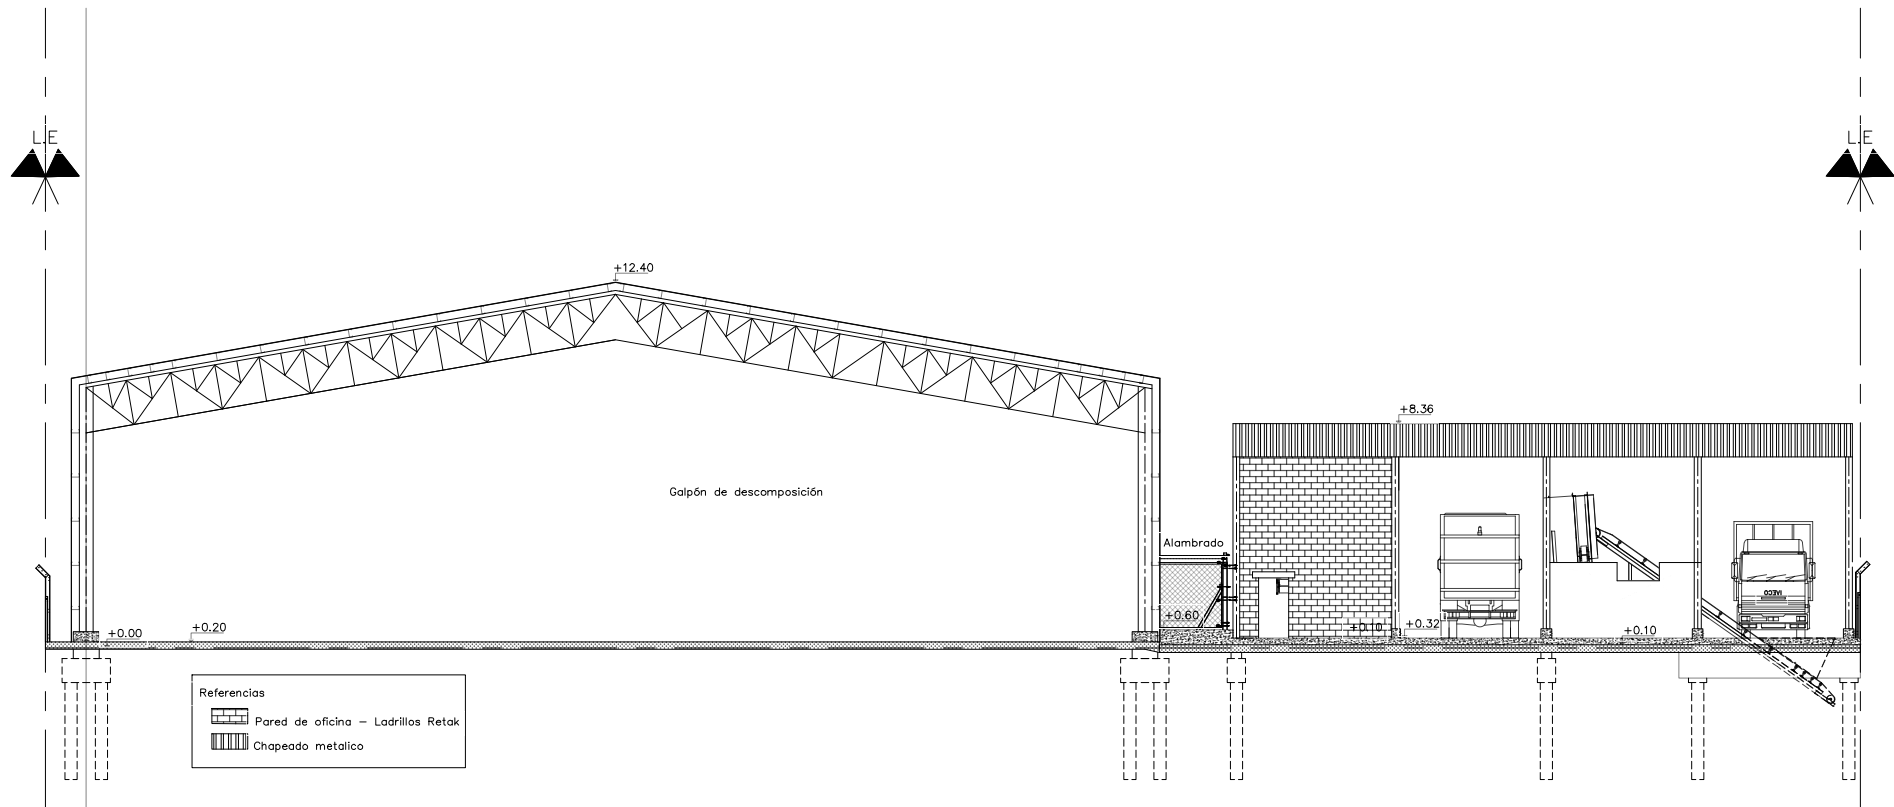 L.E
L.E
+12.40
+8.36
Galpón de descomposición
Alambrado
+0.60
+0.00
+0.20
+0.10
+0.32
+0.10
IAECO
Referencias
Pared de oficina – Ladrillos Retak
Chapeado metalico